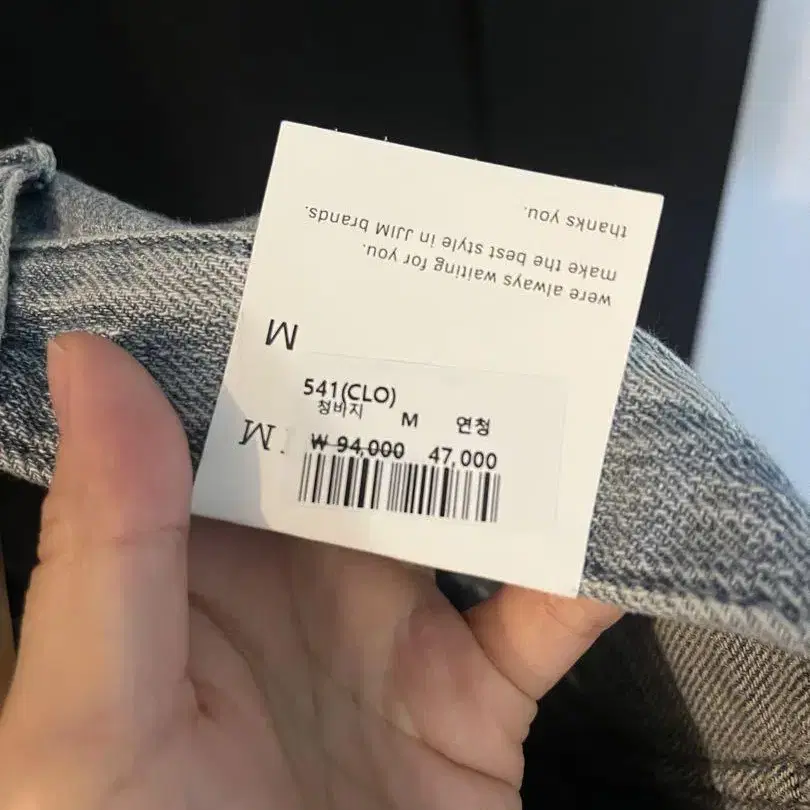 were always waiting for you.
make the best style in JJIM brands.
thanks you.
M
541(CLO)
청바지 M 연청
M
₩ 94,000 47,000